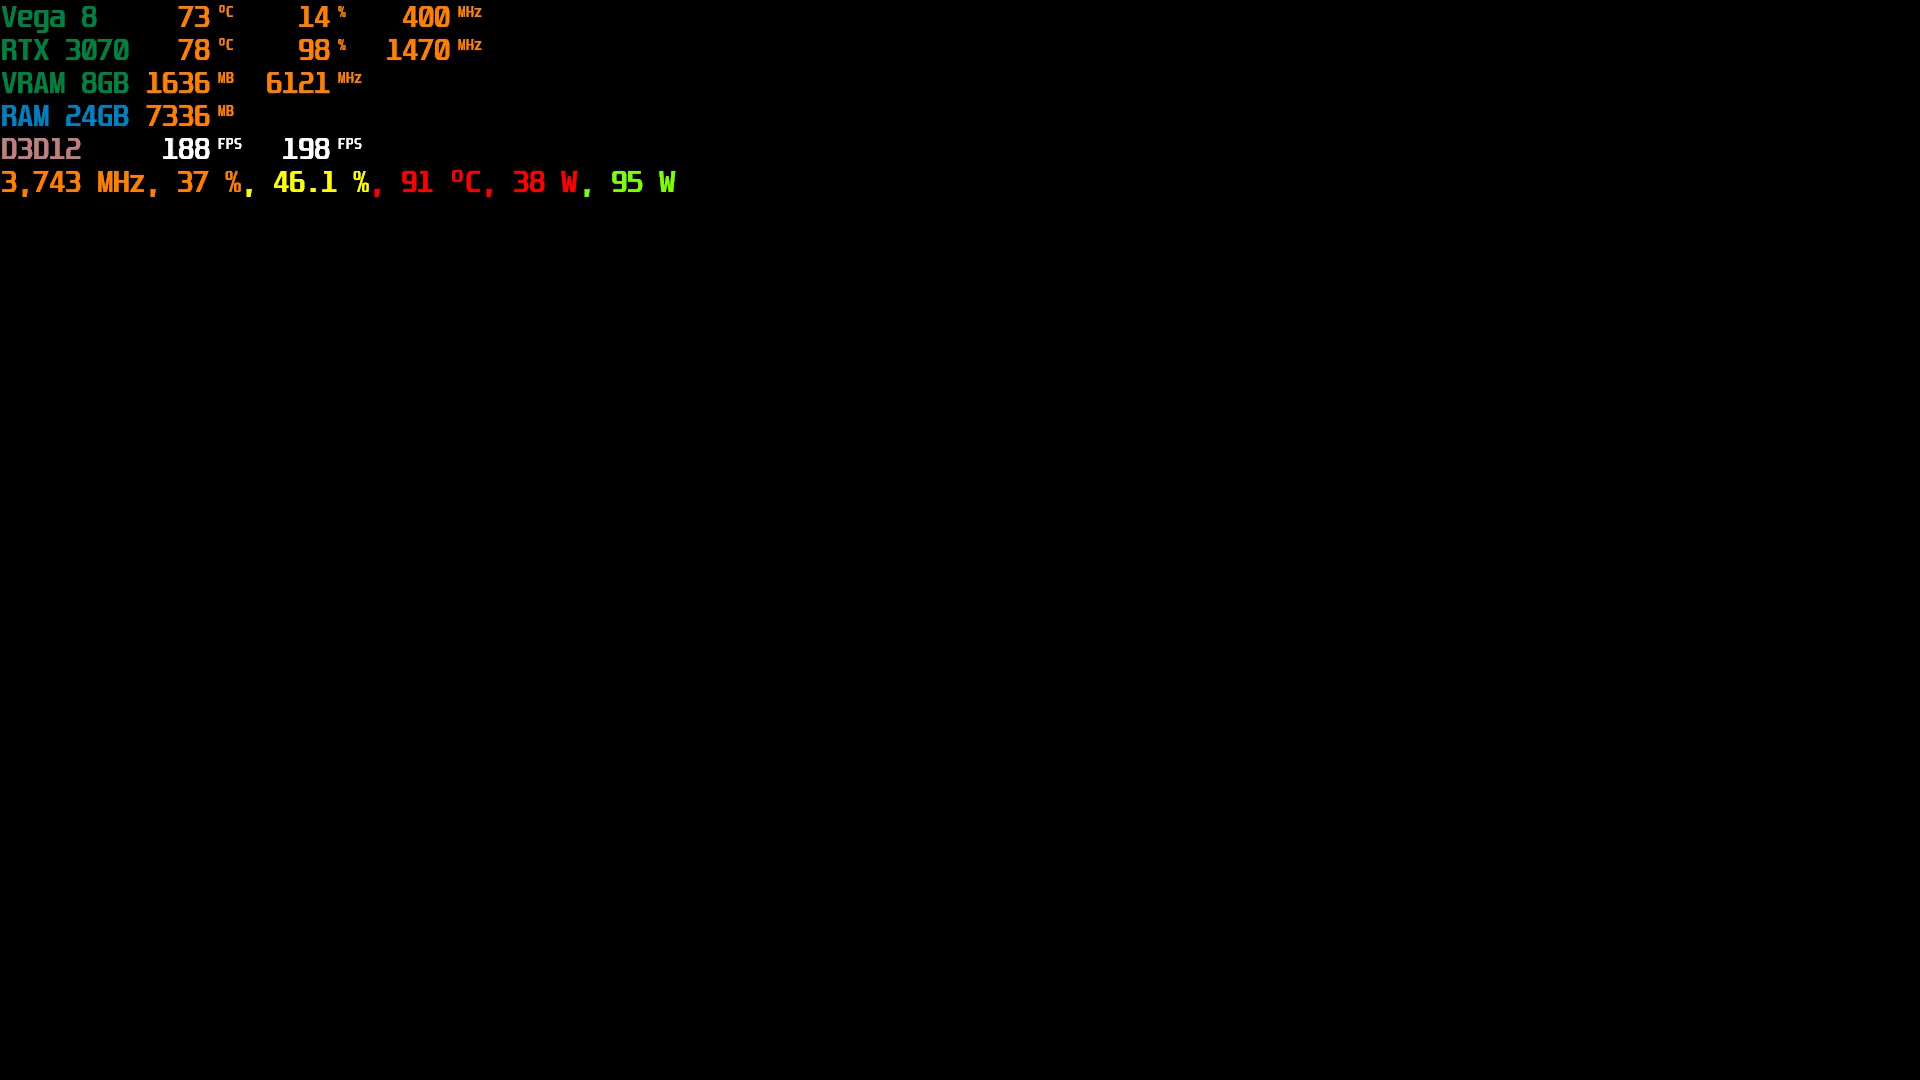 Vega 8 73 °C 14 % 400 MHz
RTX 3070 78 °C 98 % 1470 MHz
VRAM 8GB 1636 MB 6121 MHz
RAM 24GB 7336 MB
D3D12 188 FPS 198 FPS
3,743 MHz, 37 %, 46.1 %, 91 °C, 38 W, 95 W